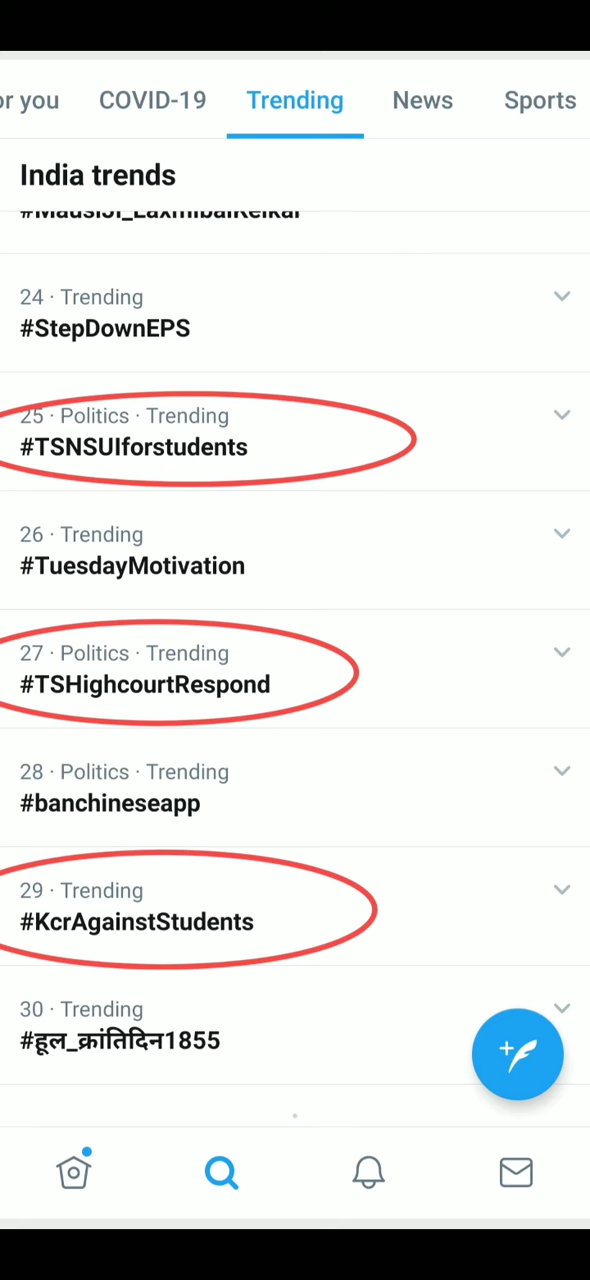 or you COVID-19 Trending News Sports
India trends
24 · Trending
#StepDownEPS
25 · Politics · Trending
#TSNSUIforstudents
26 · Trending
#TuesdayMotivation
27 · Politics · Trending
#TSHighcourtRespond
28 · Politics · Trending
#banchineseapp
29 · Trending
#KcrAgainstStudents
30 · Trending
#हूल_क्रांतिदिन1855